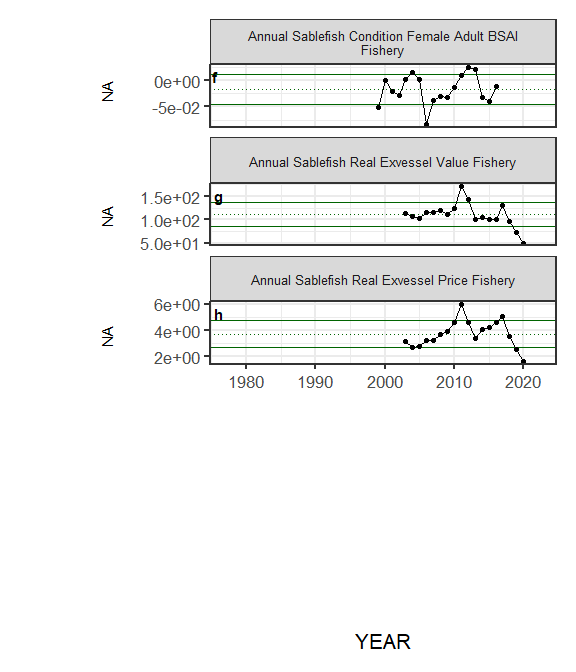 Annual Sablefish Condition Female Adult BSAI
Fishery
f
NA
0e+00
-5e-02
Annual Sablefish Real Exvessel Value Fishery
g
NA
1.5e+02
1.0e+02
5.0e+01
Annual Sablefish Real Exvessel Price Fishery
h
NA
6e+00
4e+00
2e+00
1980 1990 2000 2010 2020
YEAR